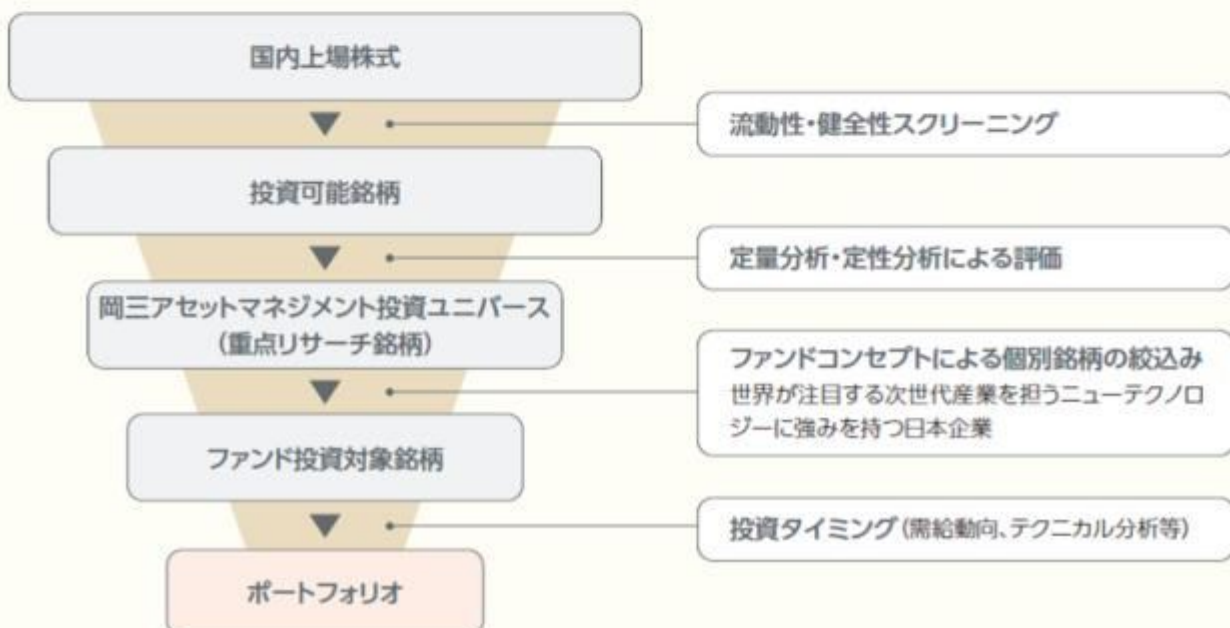 国内上場株式
▼
流動性・健全性スクリーニング
投資可能銘柄
▼
定量分析・定性分析による評価
岡三アセットマネジメント投資ユニバース
(重点リサーチ銘柄)
▼
ファンドコンセプトによる個別銘柄の絞込み
世界が注目する次世代産業を担うニューテクノロ
ジーに強みを持つ日本企業
ファンド投資対象銘柄
▼
投資タイミング(需給動向、テクニカル分析等)
ポートフォリオ